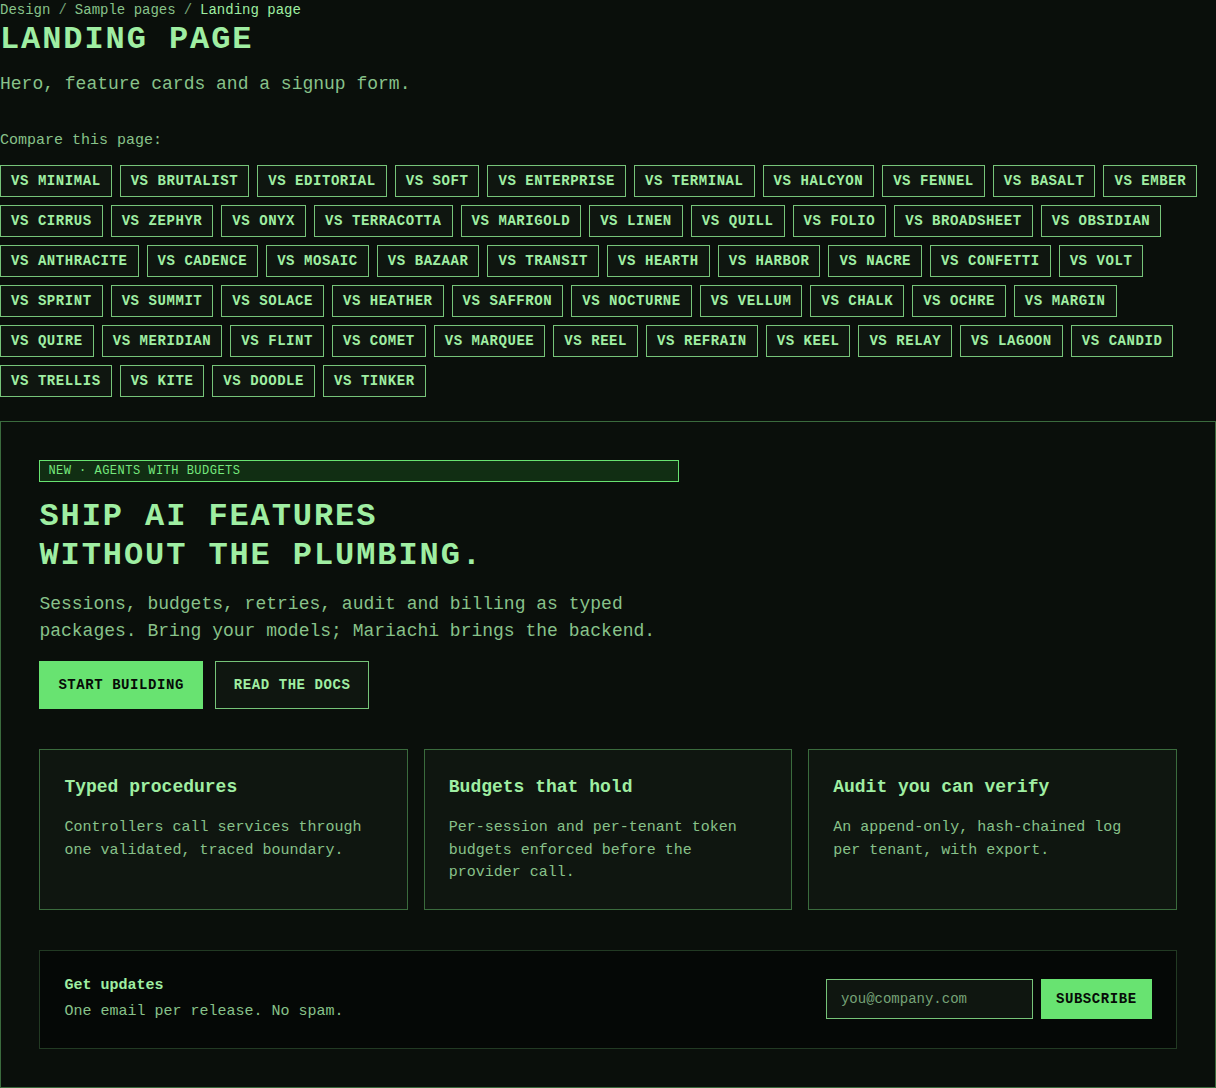 Design / Sample pages / Landing page
LANDING PAGE
Hero, feature cards and a signup form.
Compare this page:
VS MINIMAL VS BRUTALIST VS EDITORIAL VS SOFT VS ENTERPRISE VS TERMINAL VS HALCYON VS FENNEL VS BASALT VS EMBER
VS CIRRUS VS ZEPHYR VS ONYX VS TERRACOTTA VS MARIGOLD VS LINEN VS QUILL VS FOLIO VS BROADSHEET VS OBSIDIAN
VS ANTHRACITE VS CADENCE VS MOSAIC VS BAZAAR VS TRANSIT VS HEARTH VS HARBOR VS NACRE VS CONFETTI VS VOLT
VS SPRINT VS SUMMIT VS SOLACE VS HEATHER VS SAFFRON VS NOCTURNE VS VELLUM VS CHALK VS OCHRE VS MARGIN
VS QUIRE VS MERIDIAN VS FLINT VS COMET VS MARQUEE VS REEL VS REFRAIN VS KEEL VS RELAY VS LAGOON VS CANDID
VS TRELLIS VS KITE VS DOODLE VS TINKER
NEW · AGENTS WITH BUDGETS
SHIP AI FEATURES
WITHOUT THE PLUMBING.
Sessions, budgets, retries, audit and billing as typed
packages. Bring your models; Mariachi brings the backend.
START BUILDING READ THE DOCS
Typed procedures
Controllers call services through
one validated, traced boundary.
Budgets that hold
Per-session and per-tenant token
budgets enforced before the
provider call.
Audit you can verify
An append-only, hash-chained log
per tenant, with export.
Get updates
One email per release. No spam.
you@company.com SUBSCRIBE